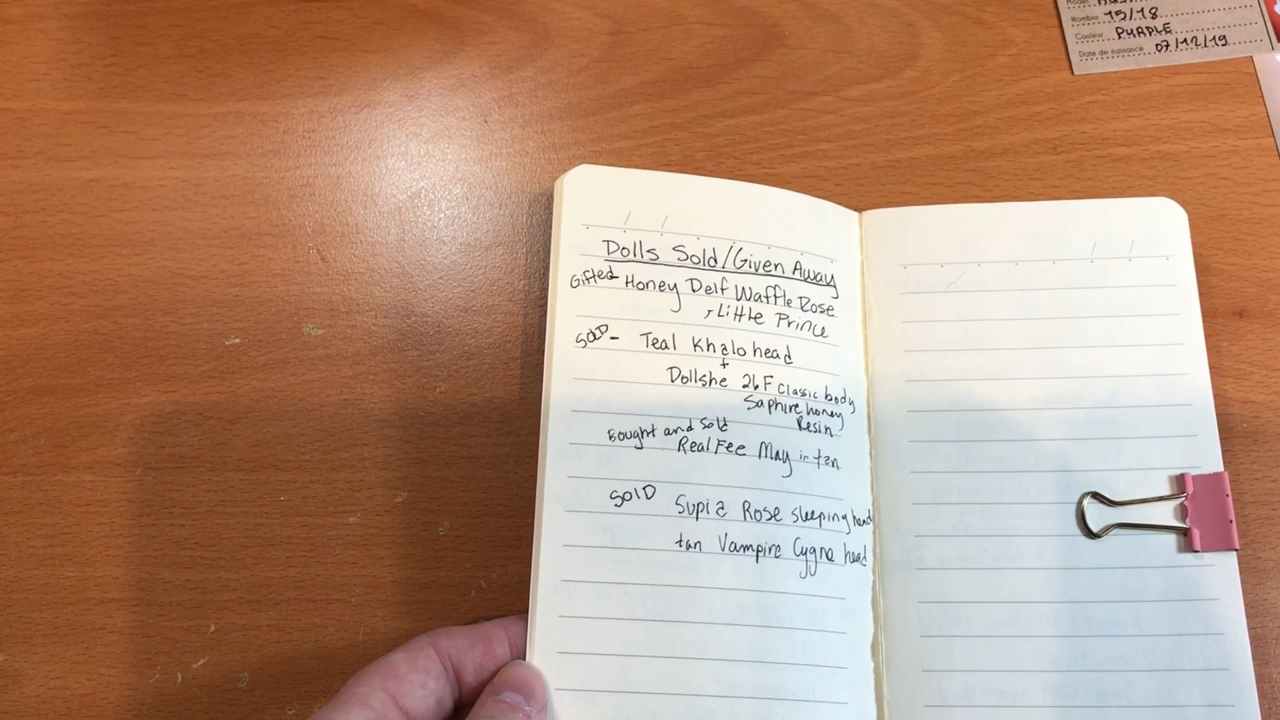 Nombre 15/18
Couleur PURPLE
Date de naissance 07/12/19
Dolls Sold/Given Away
Gifted Honey Delf Waffle Rose
, Little Prince
SOLD - Teal Khalo head
+
Dollshe 26F classic body
Saphire honey
Resin
Bought and Sold
RealFee May in tan
SOLD Supia Rose sleeping head
tan Vampire Cygne head